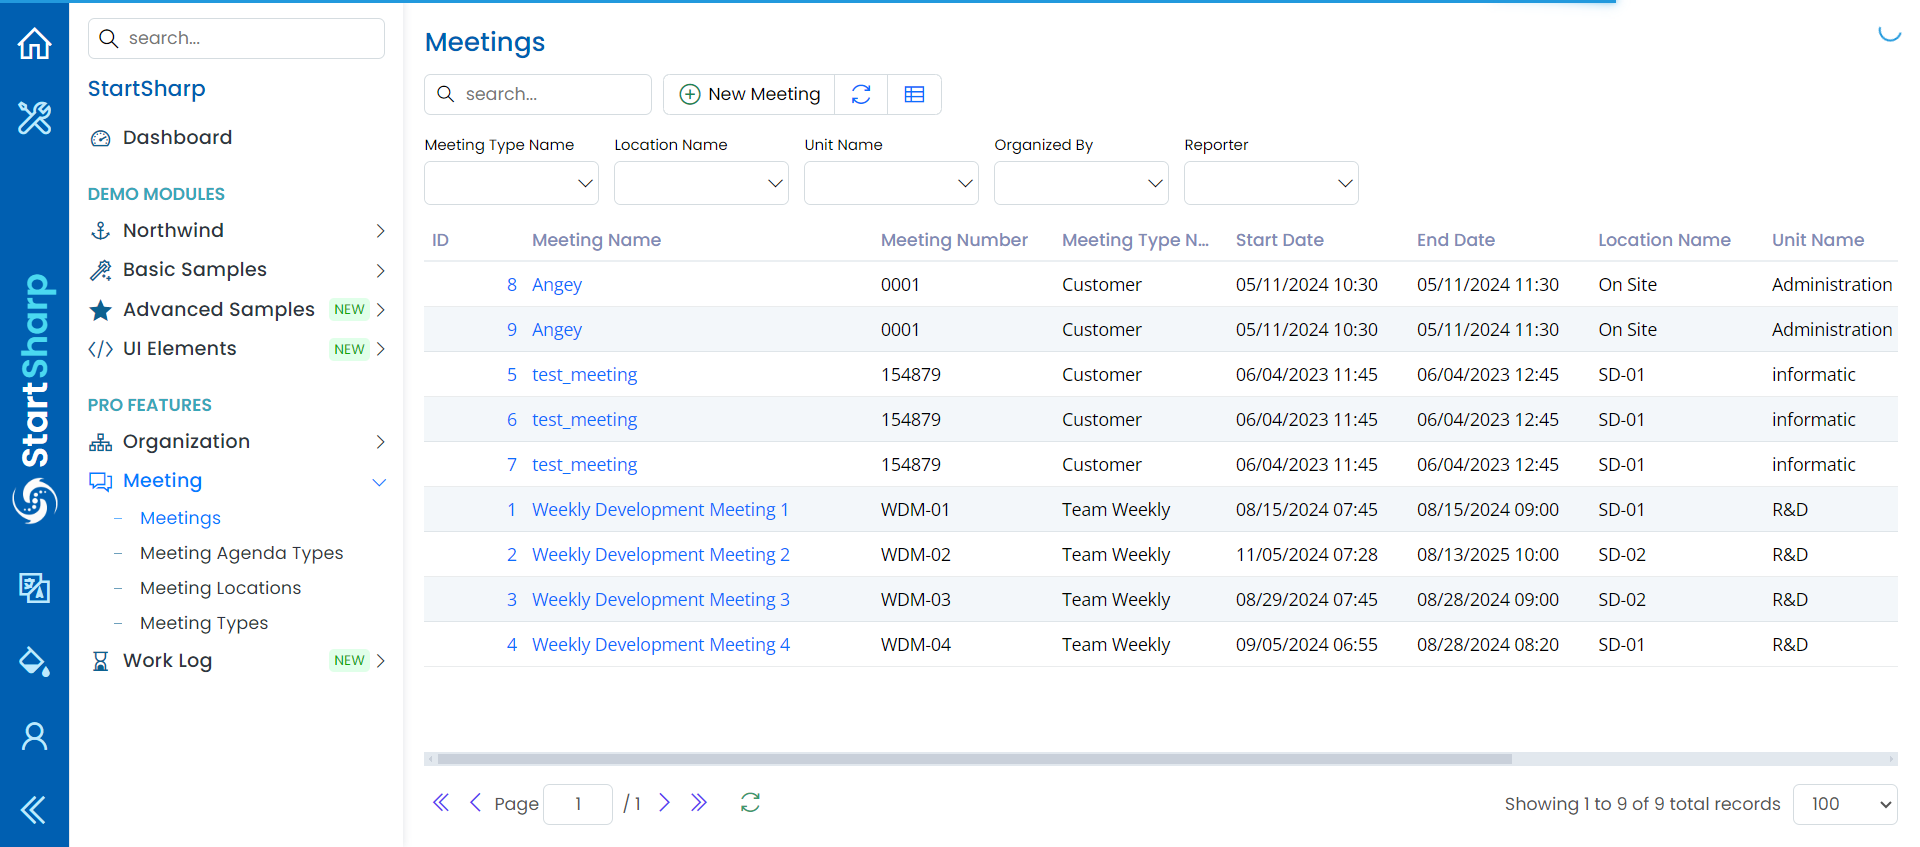 StartSharp
search...
StartSharp
Dashboard
DEMO MODULES
Northwind
Basic Samples
Advanced Samples NEW
UI Elements NEW
PRO FEATURES
Organization
Meeting
Meetings
Meeting Agenda Types
Meeting Locations
Meeting Types
Work Log NEW
Meetings
search... New Meeting
Meeting Type Name Location Name Unit Name Organized By Reporter
ID Meeting Name Meeting Number Meeting Type N... Start Date End Date Location Name Unit Name
8 Angey 0001 Customer 05/11/2024 10:30 05/11/2024 11:30 On Site Administration
9 Angey 0001 Customer 05/11/2024 10:30 05/11/2024 11:30 On Site Administration
5 test_meeting 154879 Customer 06/04/2023 11:45 06/04/2023 12:45 SD-01 informatic
6 test_meeting 154879 Customer 06/04/2023 11:45 06/04/2023 12:45 SD-01 informatic
7 test_meeting 154879 Customer 06/04/2023 11:45 06/04/2023 12:45 SD-01 informatic
1 Weekly Development Meeting 1 WDM-01 Team Weekly 08/15/2024 07:45 08/15/2024 09:00 SD-01 R&D
2 Weekly Development Meeting 2 WDM-02 Team Weekly 11/05/2024 07:28 08/13/2025 10:00 SD-02 R&D
3 Weekly Development Meeting 3 WDM-03 Team Weekly 08/29/2024 07:45 08/28/2024 09:00 SD-02 R&D
4 Weekly Development Meeting 4 WDM-04 Team Weekly 09/05/2024 06:55 08/28/2024 08:20 SD-01 R&D
Page 1 / 1 Showing 1 to 9 of 9 total records 100